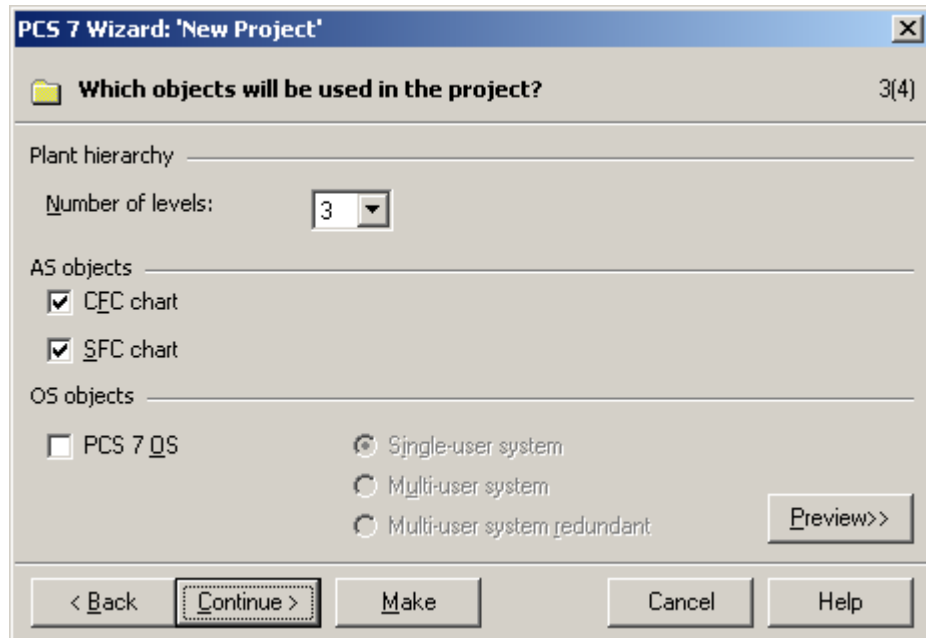 PCS 7 Wizard: 'New Project'
Which objects will be used in the project? 3(4)
Plant hierarchy
Number of levels: 3
AS objects
CFC chart
SFC chart
OS objects
PCS 7 OS Single-user system
Multi-user system
Multi-user system redundant Preview>>
< Back Continue > Make Cancel Help